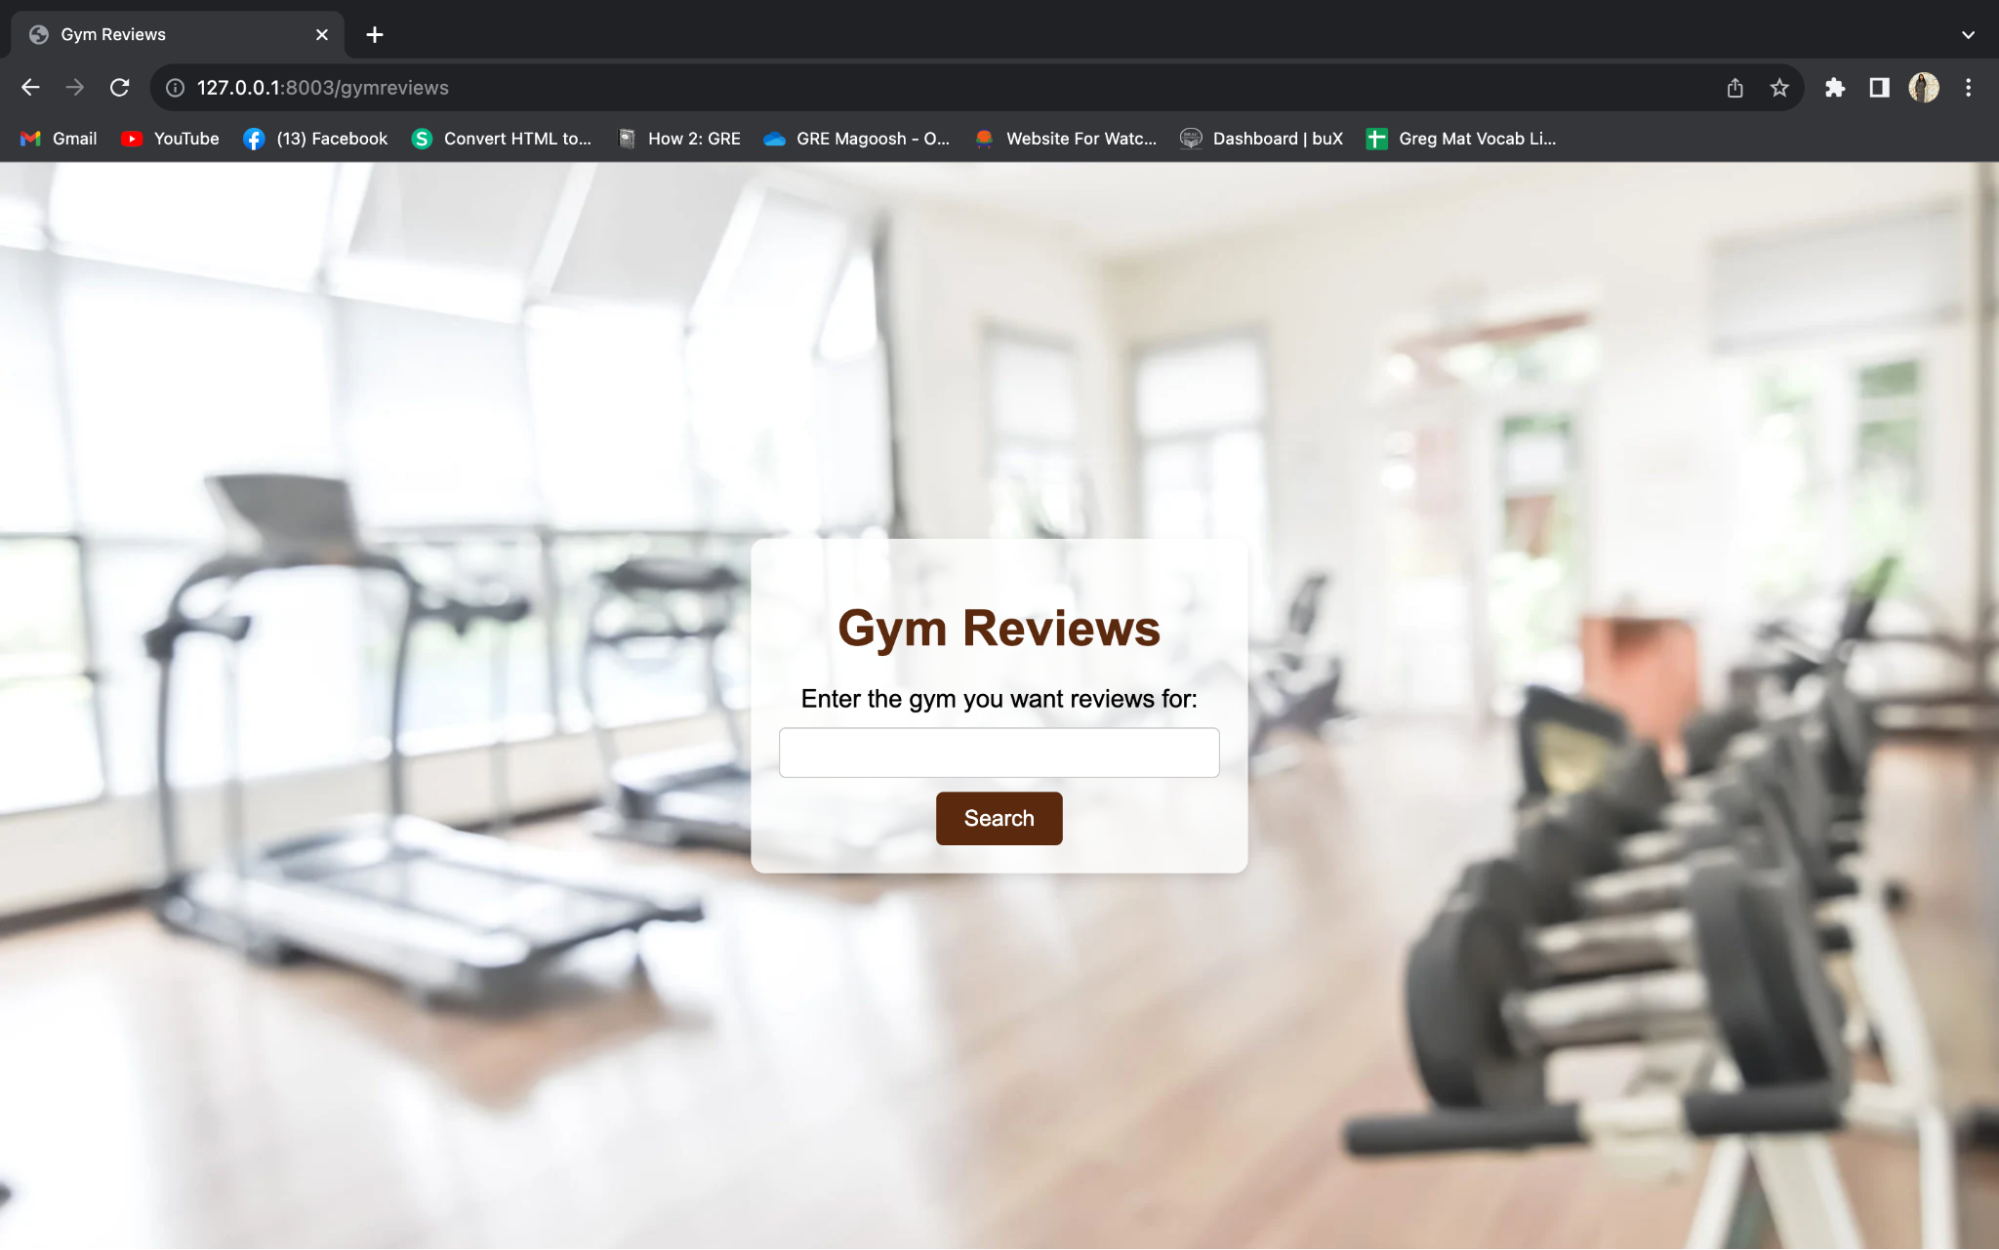 Gym Reviews
127.0.0.1:8003/gymreviews
Gmail YouTube (13) Facebook Convert HTML to... How 2: GRE GRE Magoosh - O... Website For Watc... Dashboard | buX Greg Mat Vocab Li...
Gym Reviews
Enter the gym you want reviews for:
Search